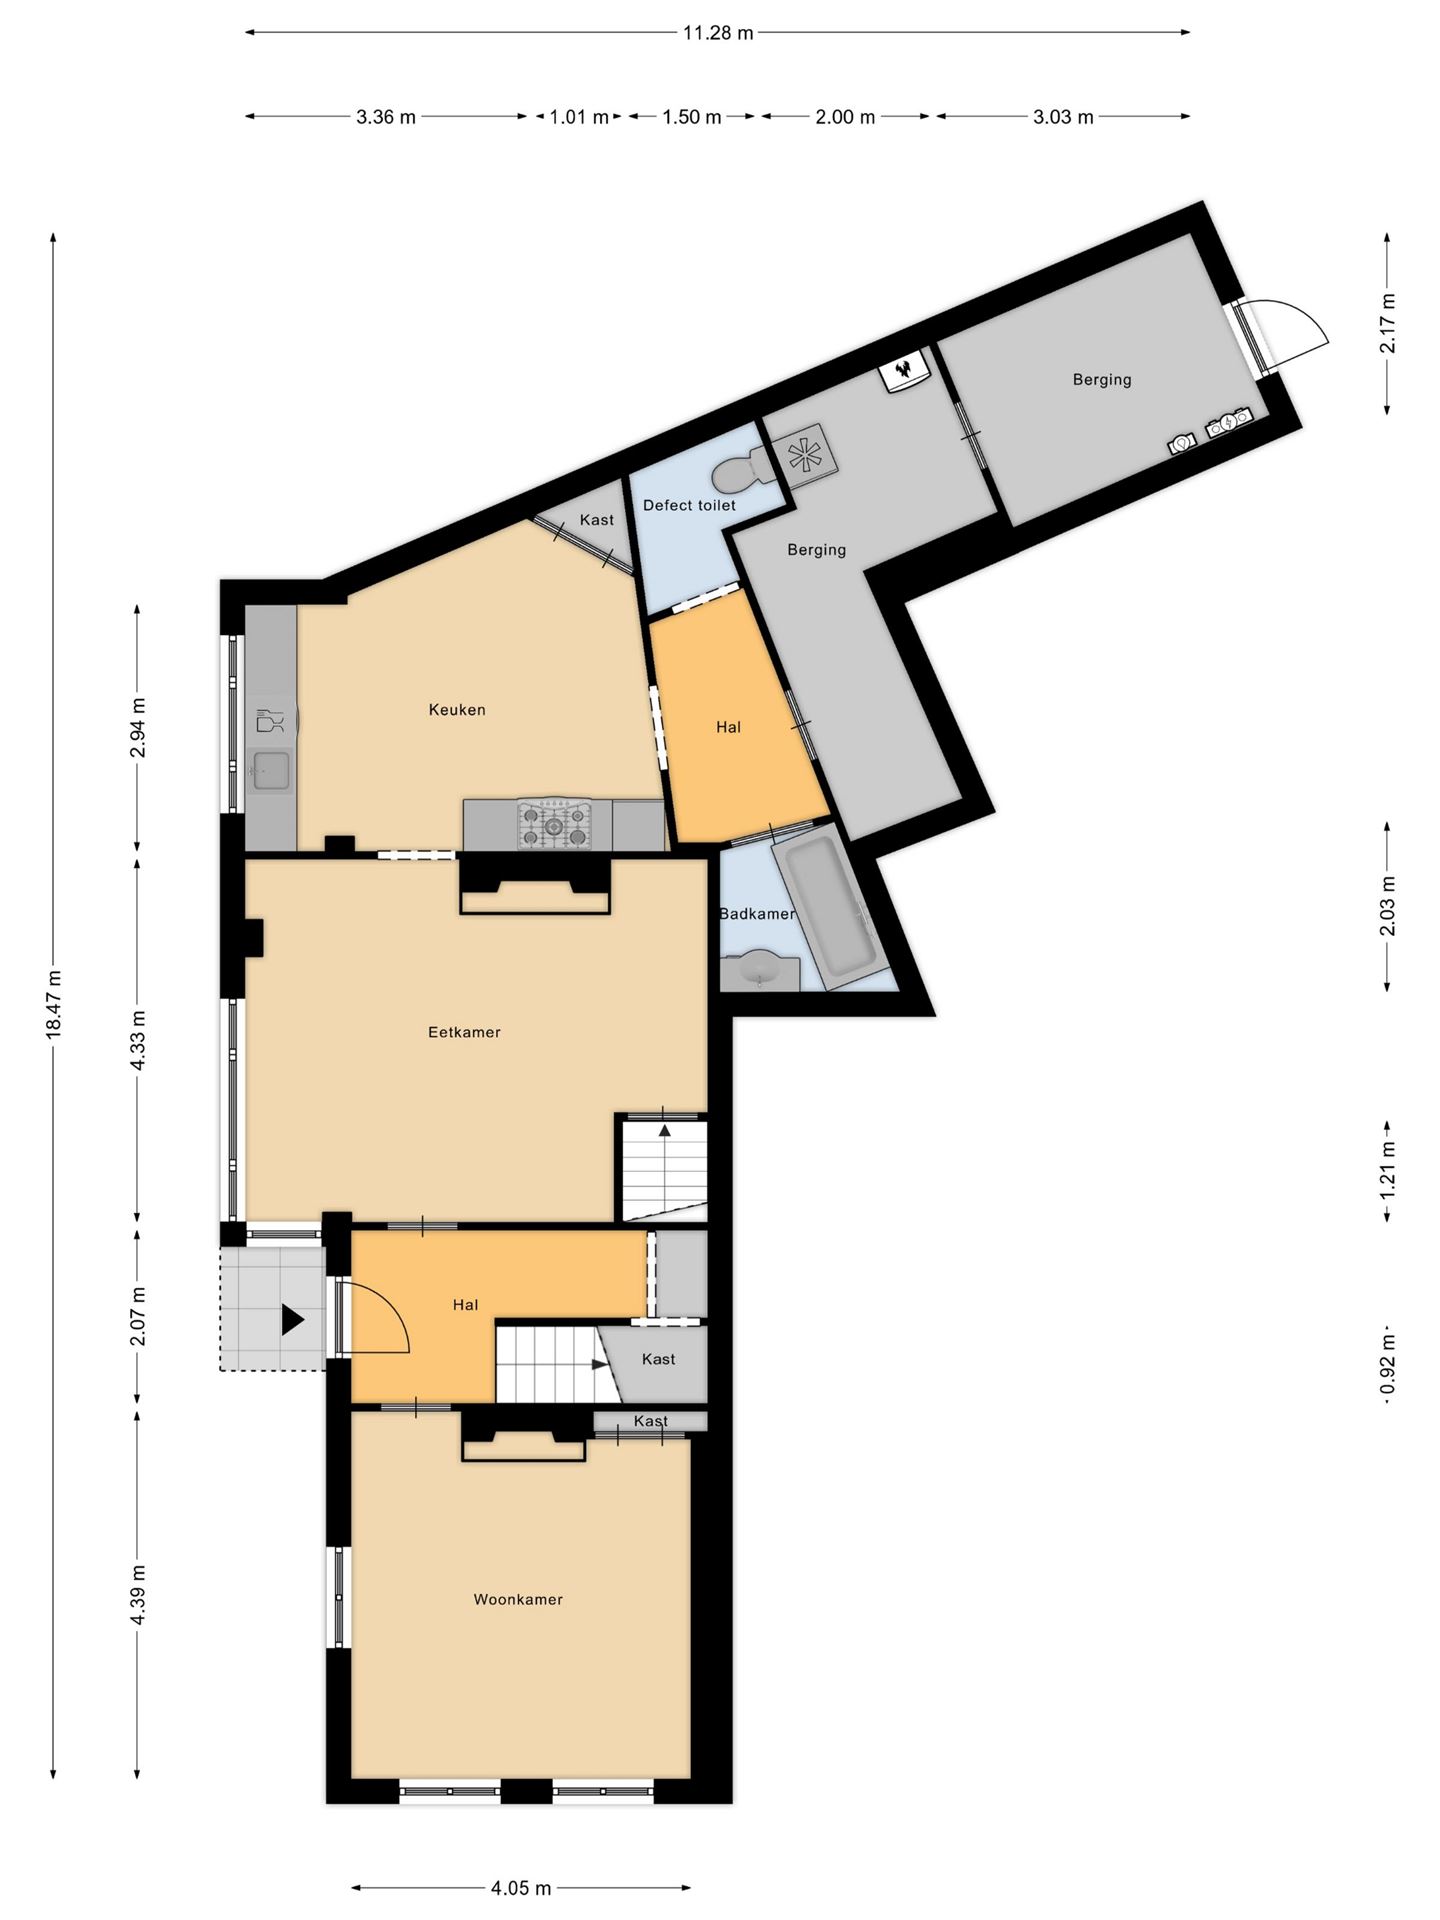 11.28 m
3.36 m 1.01 m 1.50 m 2.00 m 3.03 m
2.17 m
Berging
Kast
Defect toilet
Berging
Keuken
Hal
2.94 m
Badkamer
2.03 m
18.47 m
4.33 m
Eetkamer
1.21 m
2.07 m
Hal
Kast
0.92 m
Kast
4.39 m
Woonkamer
4.05 m